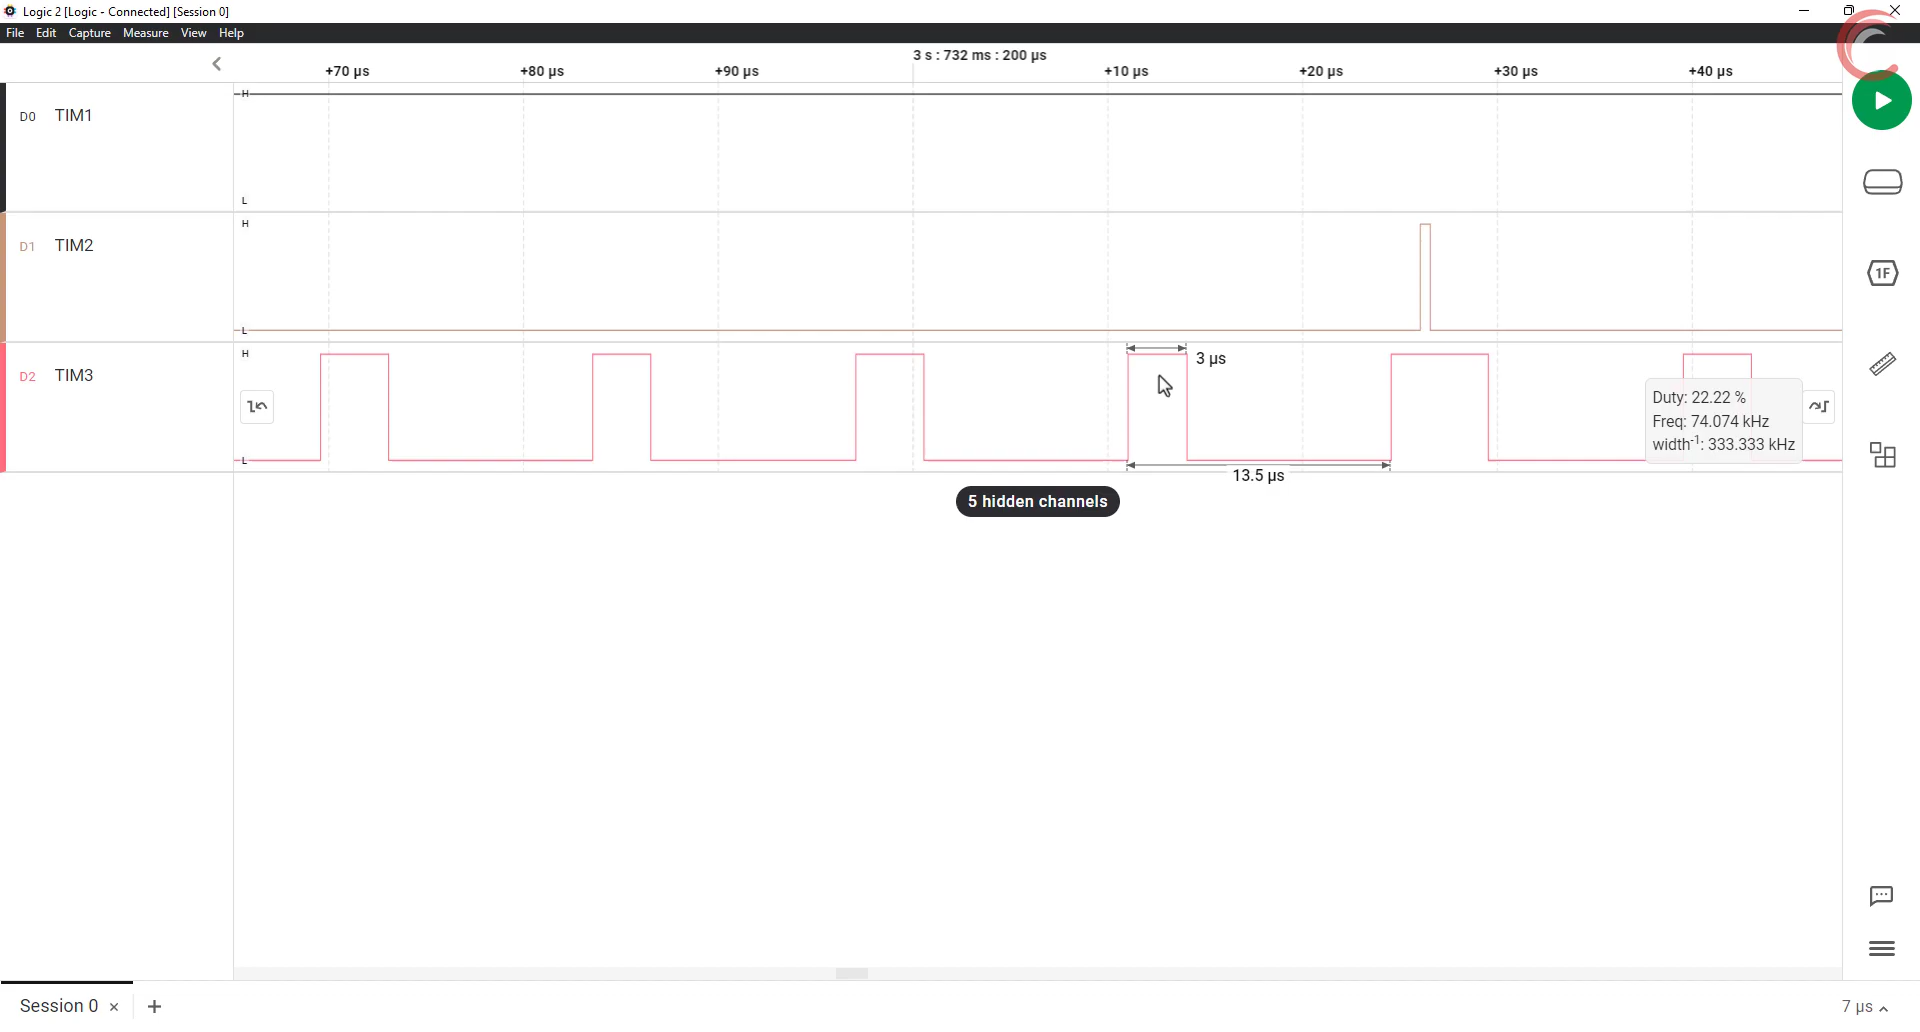 Logic 2 [Logic - Connected] [Session 0]
File Edit Capture Measure View Help
3 s : 732 ms : 200 µs
+70 µs +80 µs +90 µs +10 µs +20 µs +30 µs +40 µs
D0 TIM1
H
L
D1 TIM2
H
L
D2 TIM3
H
L
3 µs
13.5 µs
Duty: 22.22 %
Freq: 74.074 kHz
width-1: 333.333 kHz
1F
5 hidden channels
Session 0
7 µs